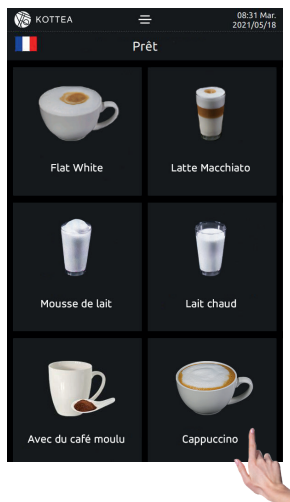 KOTTEA
08:31 Mar.
2021/05/18
Prêt
Flat White
Latte Macchiato
Mousse de lait
Lait chaud
Avec du café moulu
Cappuccino